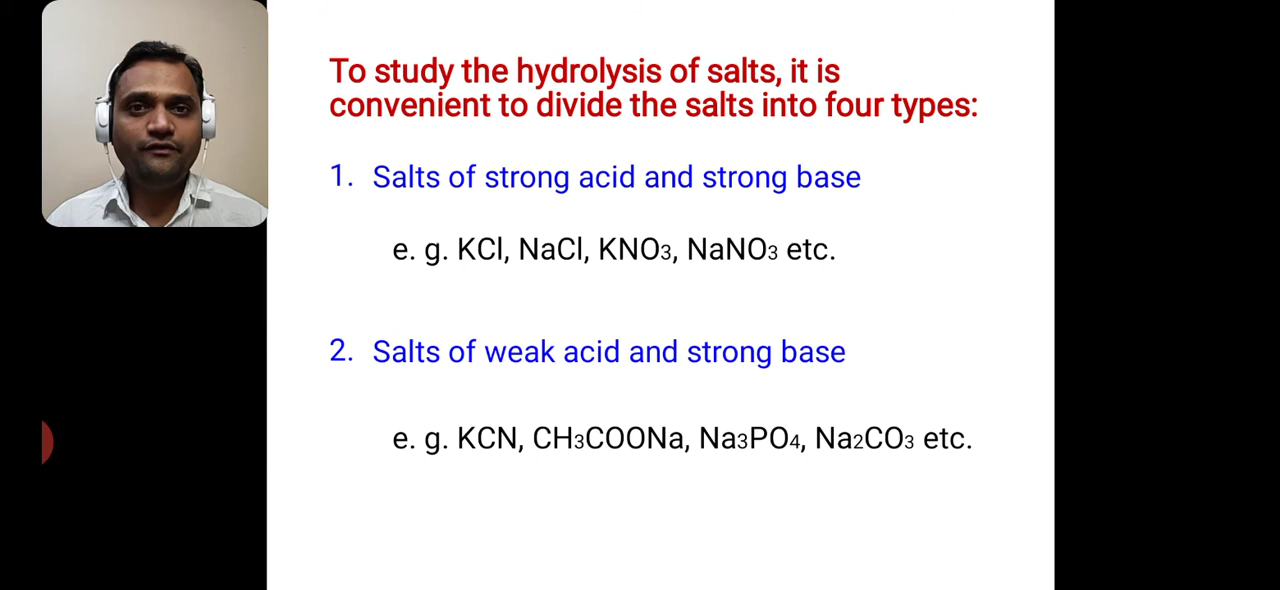 To study the hydrolysis of salts, it is
convenient to divide the salts into four types:
1. Salts of strong acid and strong base
e. g. KCl, NaCl, KNO3, NaNO3 etc.
2. Salts of weak acid and strong base
e. g. KCN, CH3COONa, Na3PO4, Na2CO3 etc.